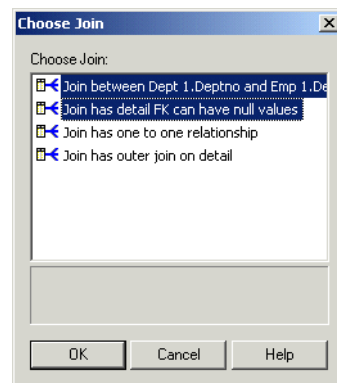 Choose Join
Choose Join:
Join between Dept 1.Deptno and Emp 1.De
Join has detail FK can have null values
Join has one to one relationship
Join has outer join on detail
OK Cancel Help